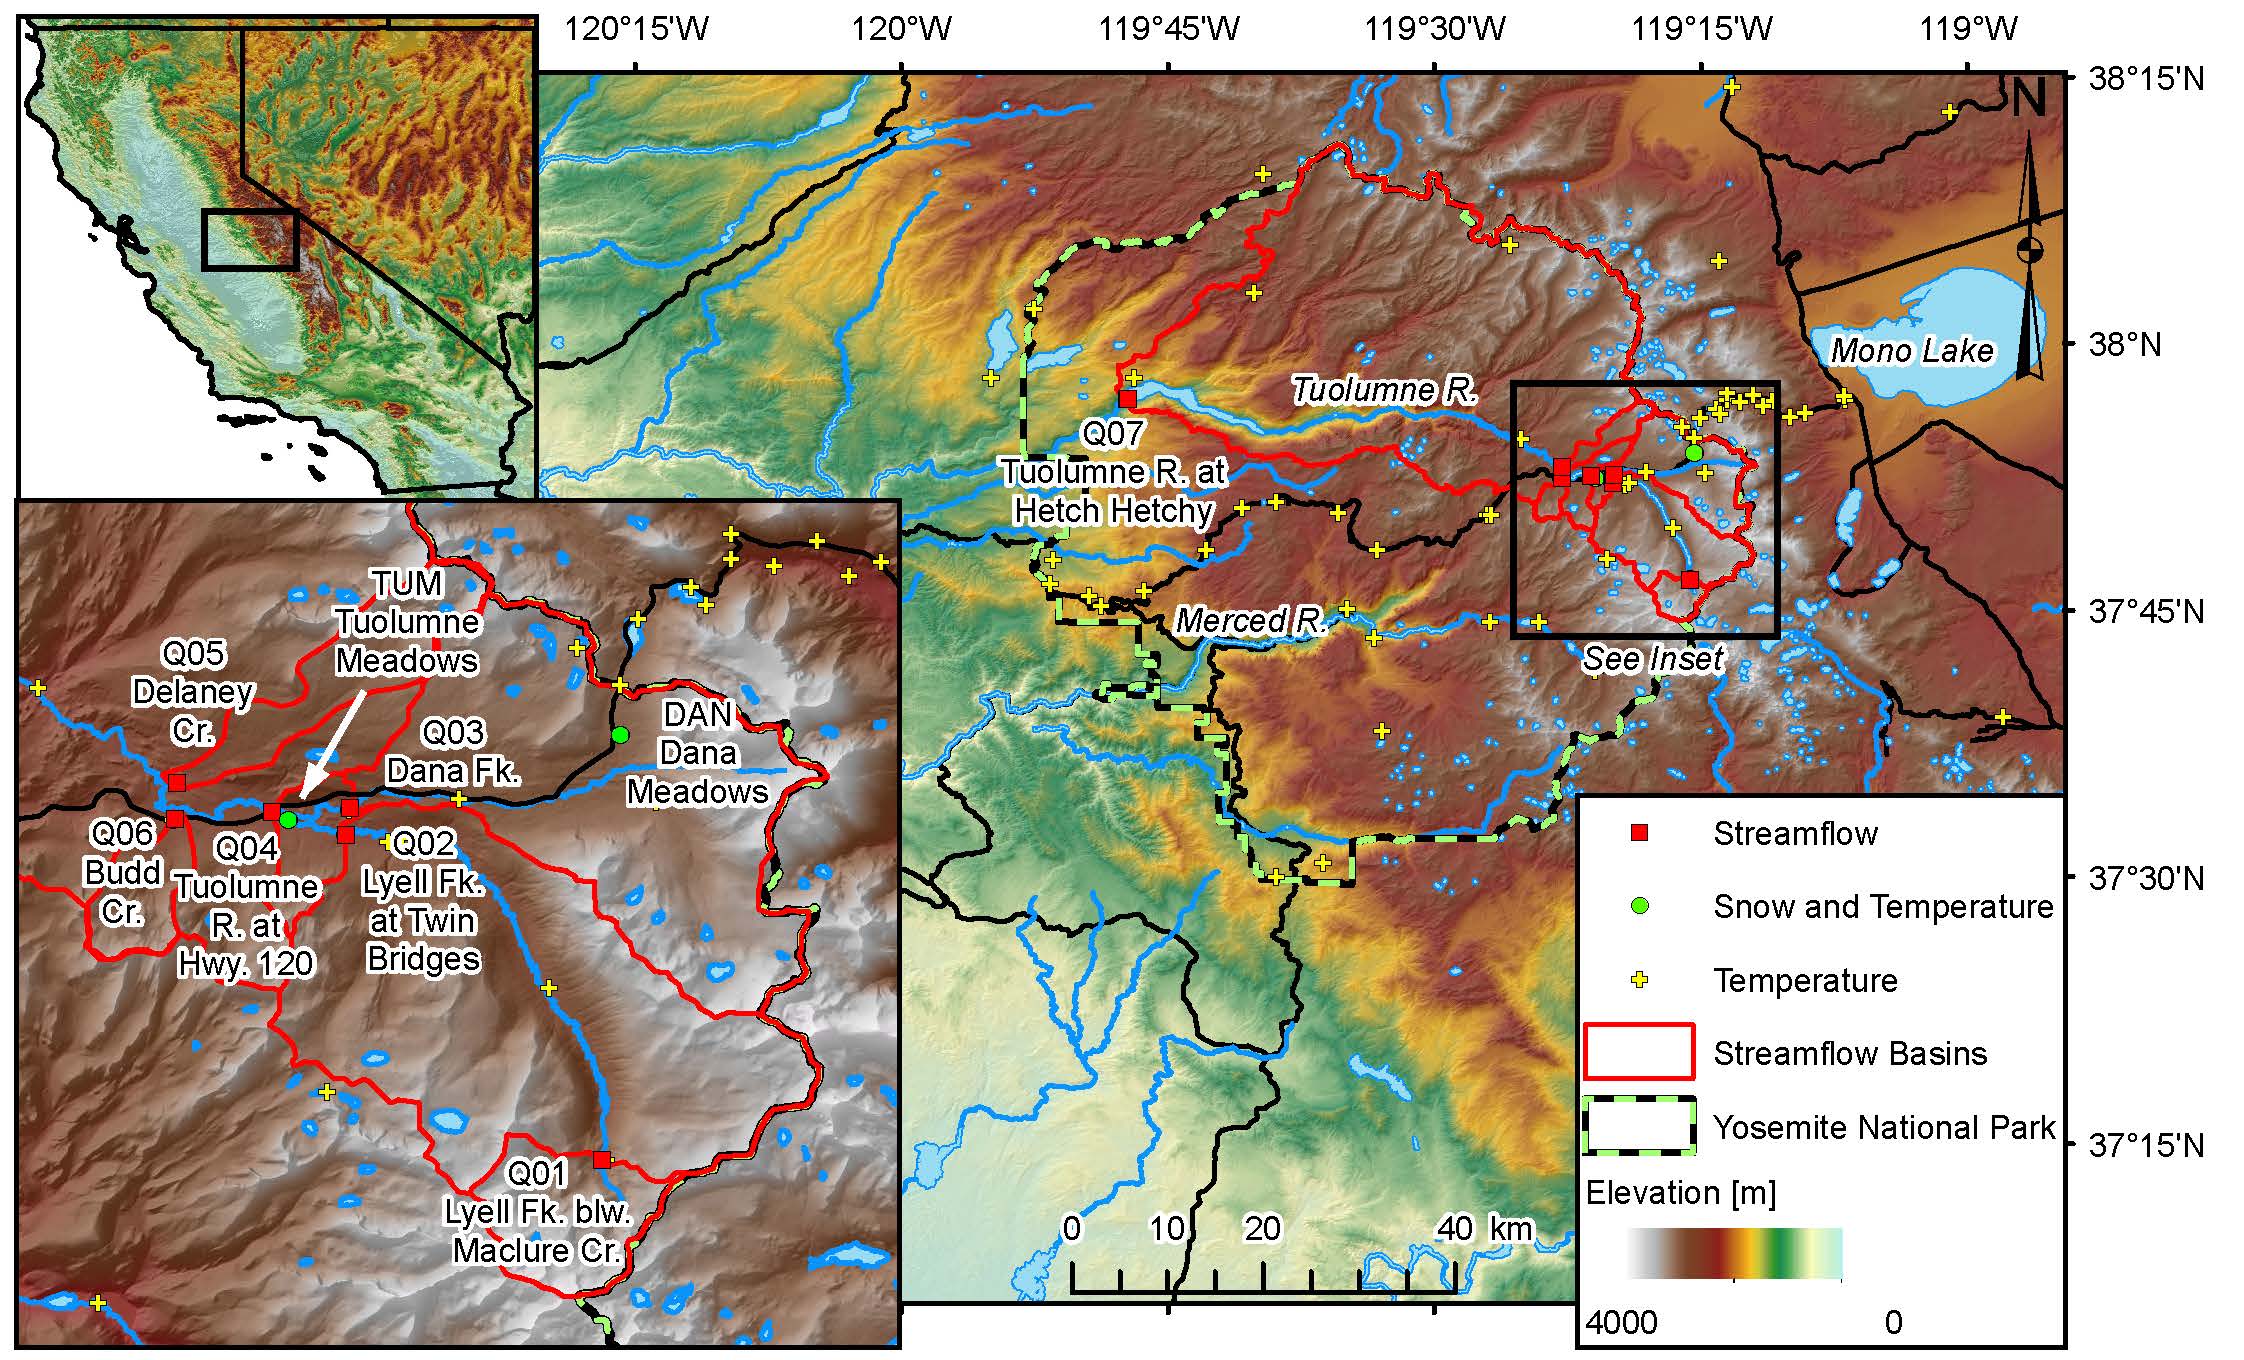 120°15'W
120°W
119°45'W
119°30'W
119°15'W
119°W
38°15'N
38°N
37°45'N
37°30'N
37°15'N
N
Mono Lake
Tuolumne R.
Q07
Tuolumne R. at
Hetch Hetchy
Merced R.
See Inset
TUM
Tuolumne
Meadows
Q05
Delaney
Cr.
Q03
Dana Fk.
DAN
Dana
Meadows
Q06
Budd
Cr.
Q04
Tuolumne
R. at
Hwy. 120
Q02
Lyell Fk.
at Twin
Bridges
Q01
Lyell Fk. blw.
Maclure Cr.
0 10 20 40 km
Streamflow
Snow and Temperature
Temperature
Streamflow Basins
Yosemite National Park
Elevation [m]
4000 0